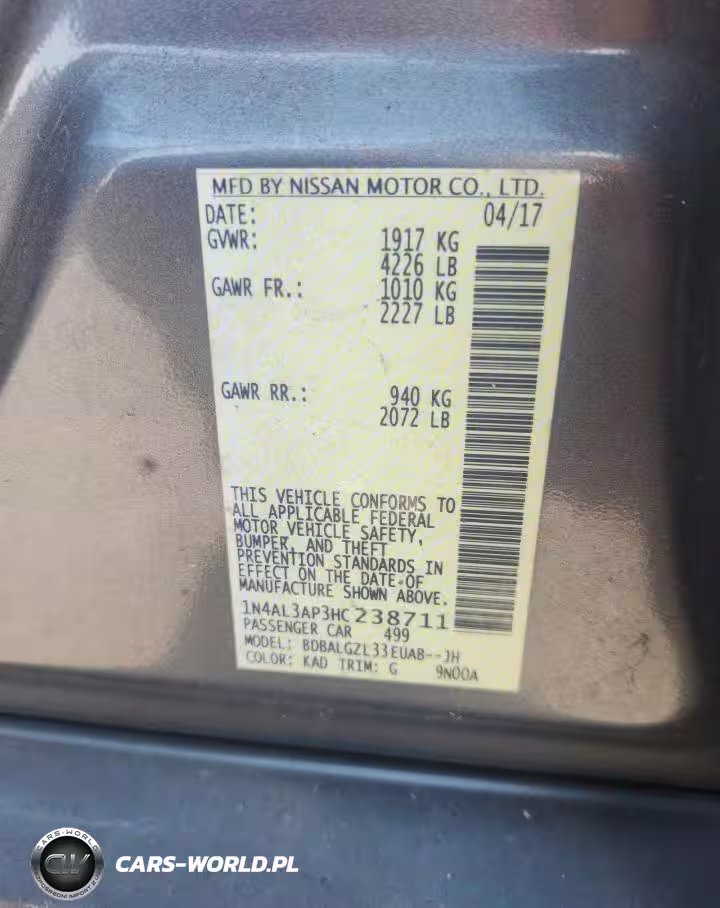 MFD BY NISSAN MOTOR CO., LTD.
DATE: 04/17
GVWR: 1917 KG
4226 LB
GAWR FR.: 1010 KG
2227 LB
GAWR RR.: 940 KG
2072 LB
THIS VEHICLE CONFORMS TO
ALL APPLICABLE FEDERAL
MOTOR VEHICLE SAFETY,
BUMPER, AND THEFT
PREVENTION STANDARDS IN
EFFECT ON THE DATE OF
MANUFACTURE SHOWN ABOVE.
1N4AL3AP3HC238711
PASSENGER CAR 499
MODEL: BDBALGZL33EUAB--JH
COLOR: KAD TRIM: G 9N00A
CARS-WORLD
CW
CARS-WORLD.PL